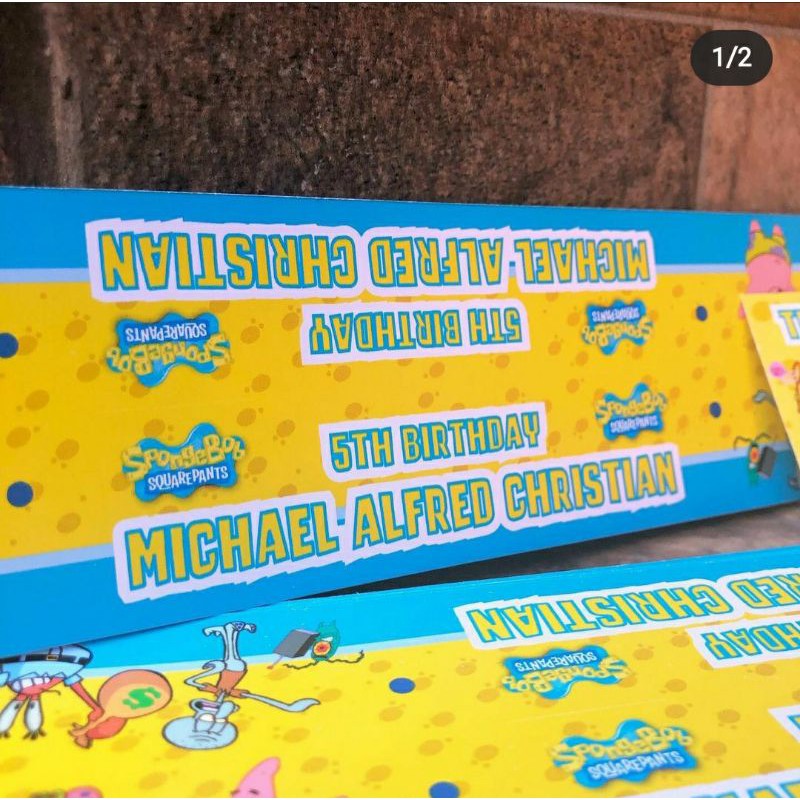 1/2
MICHAEL ALFRED CHRISTIAN
5TH BIRTHDAY
SPONGEBOB
SQUAREPANTS
SPONGEBOB
SQUAREPANTS
SPONGEBOB
SQUAREPANTS
SPONGEBOB
SQUAREPANTS
5TH BIRTHDAY
MICHAEL ALFRED CHRISTIAN
CHRISTIAN
SPONGEBOB
SQUAREPANTS
$
SPONGEBOB
SQUAREPANTS